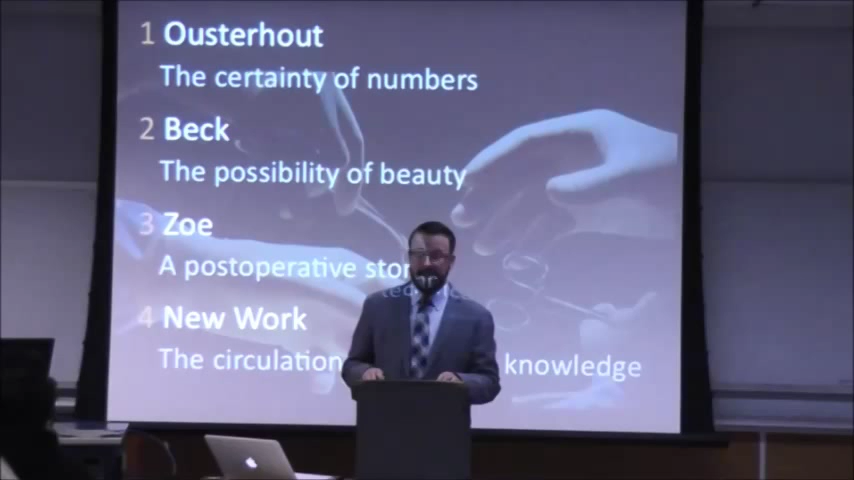 1 Ousterhout
The certainty of numbers
2 Beck
The possibility of beauty
3 Zoe
A postoperative stor
4 New Work
The circulation knowledge